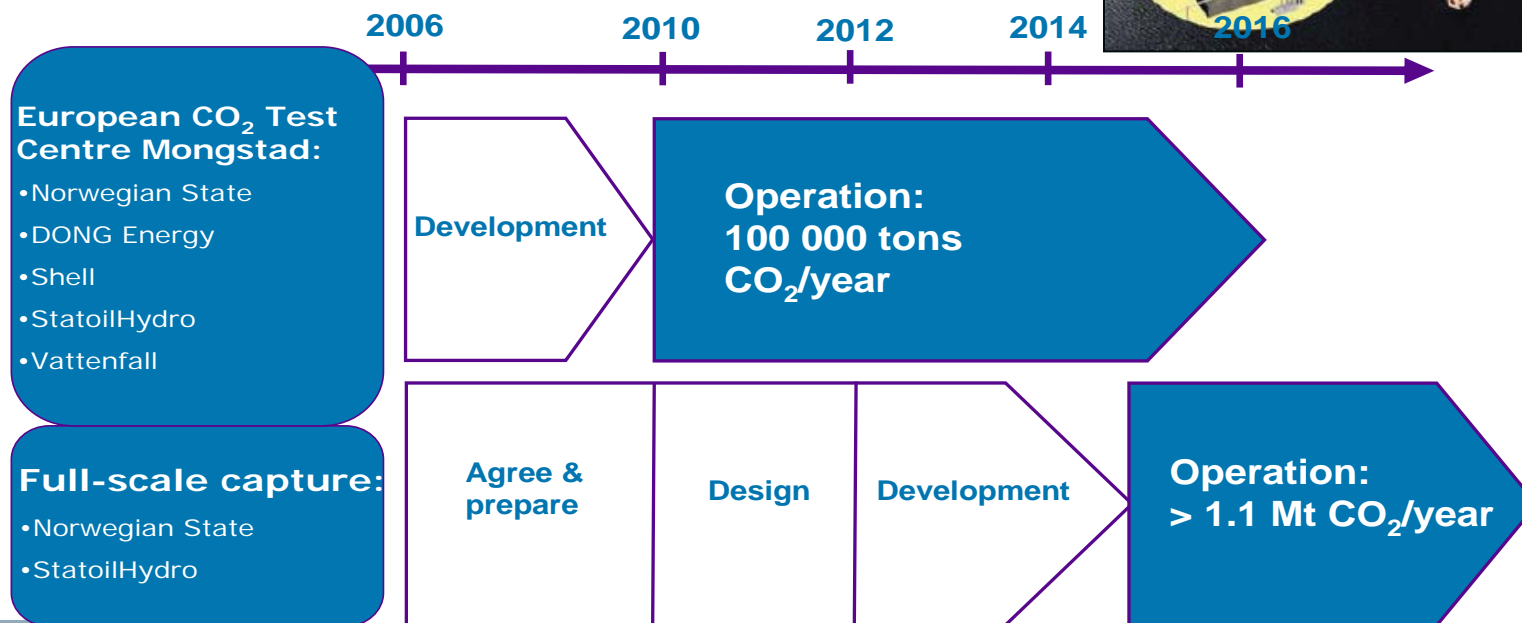 2006 2010 2012 2014 2016
European CO₂ Test
Centre Mongstad:
•Norwegian State
•DONG Energy
•Shell
•StatoilHydro
•Vattenfall
Development
Operation:
100 000 tons
CO₂/year
Full-scale capture:
•Norwegian State
•StatoilHydro
Agree &
prepare
Design
Development
Operation:
> 1.1 Mt CO₂/year